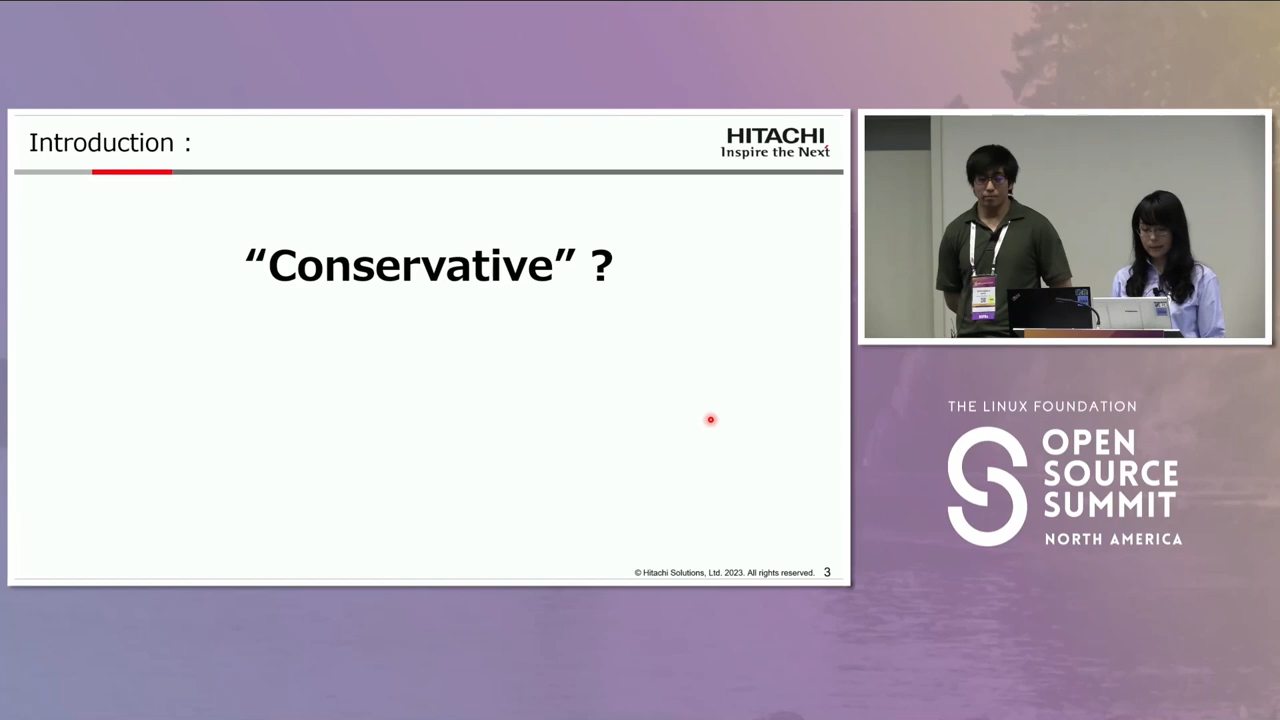 Introduction :
HITACHI
Inspire the Next
“Conservative” ?
© Hitachi Solutions, Ltd. 2023. All rights reserved. 3
THE LINUX FOUNDATION
OPEN
SOURCE
SUMMIT
NORTH AMERICA